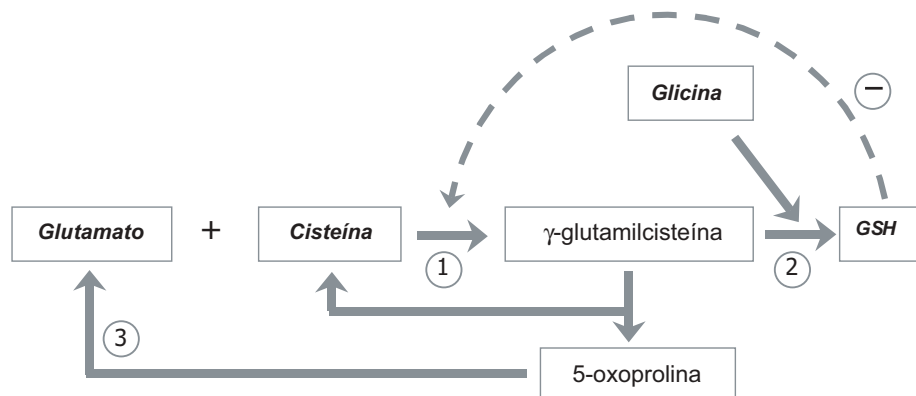 −
Glicina
Glutamato + Cisteína γ-glutamilcisteína GSH
1 2
3
5-oxoprolina